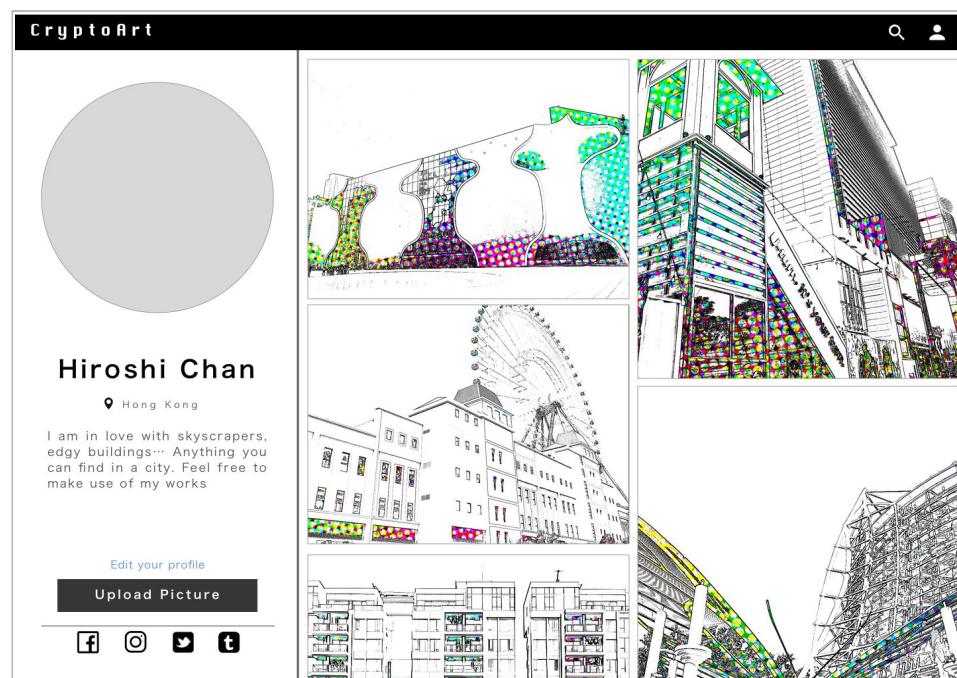 CryptoArt
Hiroshi Chan
Hong Kong
I am in love with skyscrapers,
edgy buildings⋯ Anything you
can find in a city. Feel free to
make use of my works
Edit your profile
Upload Picture